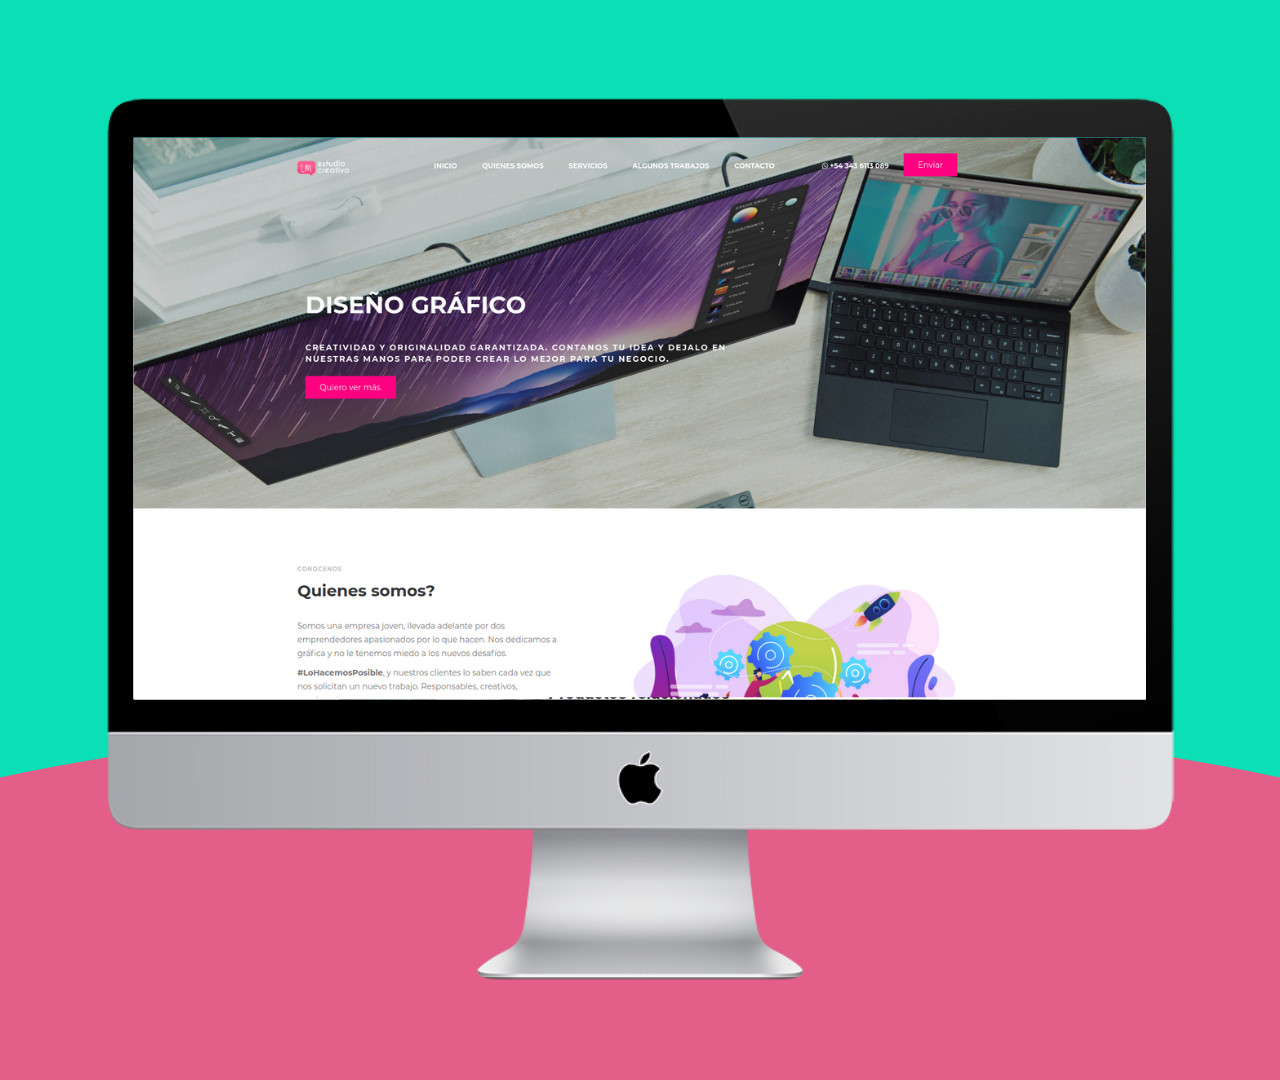 estudio
creativo
INICIO QUIENES SOMOS SERVICIOS ALGUNOS TRABAJOS CONTACTO +54 343 6113 089 Enviar
DISEÑO GRÁFICO
CREATIVIDAD Y ORIGINALIDAD GARANTIZADA. CONTANOS TU IDEA Y DEJALO EN
NUESTRAS MANOS PARA PODER CREAR LO MEJOR PARA TU NEGOCIO.
Quiero ver más.
CONOCENOS
Quienes somos?
Somos una empresa joven, llevada adelante por dos
emprendedores apasionados por lo que hacen. Nos dedicamos a
gráfica y no le tenemos miedo a los nuevos desafíos.
#LoHacemosPosible, y nuestros clientes lo saben cada vez que
nos solicitan un nuevo trabajo. Responsables, creativos,